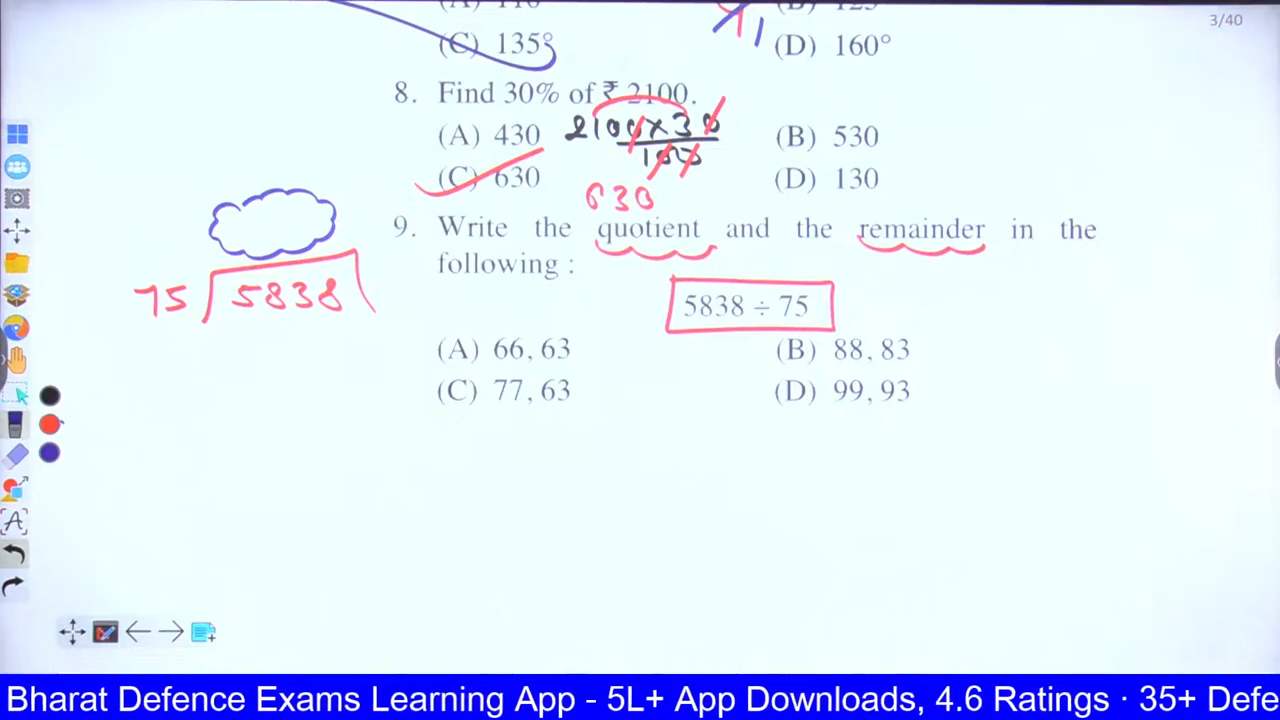 3/40
(C) 135°
(D) 160°
8. Find 30% of ₹ 2100.
(A) 430
2100×30
(B) 530
100
(C) 630
(D) 130
630
9. Write the quotient and the remainder in the
following :
75 5838
5838 ÷ 75
(A) 66, 63
(B) 88, 83
(C) 77, 63
(D) 99, 93
Bharat Defence Exams Learning App - 5L+ App Downloads, 4.6 Ratings · 35+ Defe